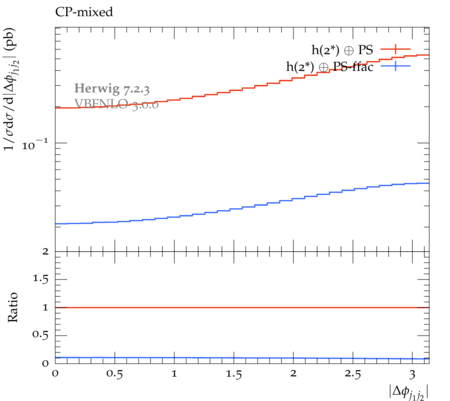 CP-mixed
1/σdσ/d|Δϕj₁j₂| (pb)
h(2*) ⊕ PS
h(2*) ⊕ PS-ffac
Herwig 7.2.3
VBFNLO 3.0.0
10⁻¹
Ratio
2
1.5
1
0.5
0
0 0.5 1 1.5 2 2.5 3
|Δϕj₁j₂|